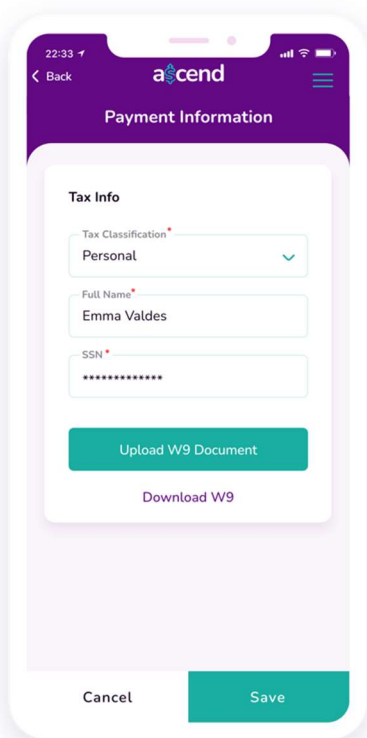 22:33
Back
a$cend
Payment Information
Tax Info
Tax Classification*
Personal
Full Name*
Emma Valdes
SSN *
*************
Upload W9 Document
Download W9
Cancel
Save